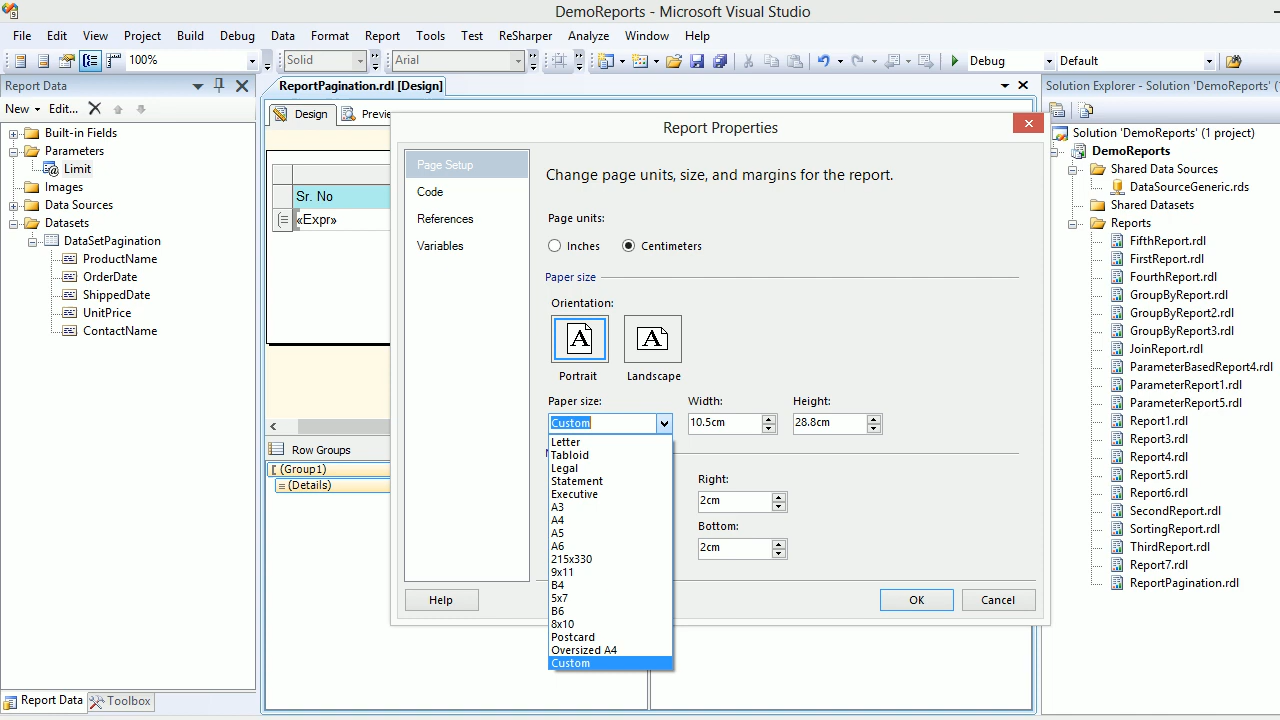 DemoReports - Microsoft Visual Studio
File Edit View Project Build Debug Data Format Report Tools Test ReSharper Analyze Window Help
100% Solid Arial Debug Default
Report Data
New Edit...
Built-in Fields
Parameters
Limit
Images
Data Sources
Datasets
DataSetPagination
ProductName
OrderDate
ShippedDate
UnitPrice
ContactName
Report Data Toolbox
ReportPagination.rdl [Design]
Design Previe
Sr. No
«Expr»
Row Groups
(Group1)
(Details)
Report Properties
Page Setup
Code
References
Variables
Change page units, size, and margins for the report.
Page units:
Inches Centimeters
Paper size
Orientation:
A A
Portrait Landscape
Paper size: Width: Height:
Custom 10.5cm 28.8cm
Letter
Tabloid
Legal
Statement
Executive
A3
A4
A5
A6
215x330
9x11
B4
5x7
B6
8x10
Postcard
Oversized A4
Custom
Right:
2cm
Bottom:
2cm
Help OK Cancel
Solution Explorer - Solution 'DemoReports' (
Solution 'DemoReports' (1 project)
DemoReports
Shared Data Sources
DataSourceGeneric.rds
Shared Datasets
Reports
FifthReport.rdl
FirstReport.rdl
FourthReport.rdl
GroupByReport.rdl
GroupByReport2.rdl
GroupByReport3.rdl
JoinReport.rdl
ParameterBasedReport4.rdl
ParameterReport1.rdl
ParameterReport5.rdl
Report1.rdl
Report3.rdl
Report4.rdl
Report5.rdl
Report6.rdl
SecondReport.rdl
SortingReport.rdl
ThirdReport.rdl
Report7.rdl
ReportPagination.rdl